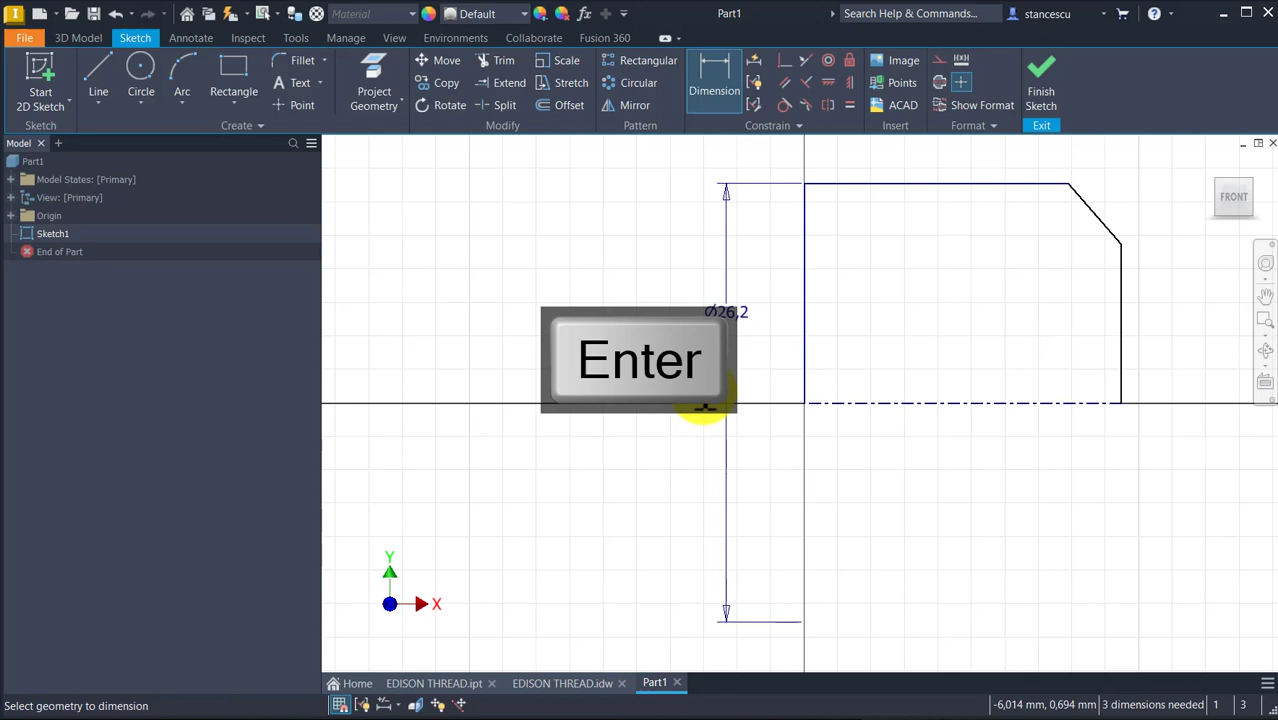 Material
Default
Part1
Search Help & Commands...
stancescu
File
3D Model
Sketch
Annotate
Inspect
Tools
Manage
View
Environments
Collaborate
Fusion 360
Start
2D Sketch
Line
Circle
Arc
Rectangle
Fillet
Text
Point
Project
Geometry
Move
Copy
Rotate
Trim
Extend
Split
Scale
Stretch
Offset
Rectangular
Circular
Mirror
Dimension
Image
Points
ACAD
Show Format
Finish
Sketch
Sketch
Create
Modify
Pattern
Constrain
Insert
Format
Exit
Model
Part1
Model States: [Primary]
View: [Primary]
Origin
Sketch1
End of Part
FRONT
Ø26,2
Enter
Y
X
Home
EDISON THREAD.ipt
EDISON THREAD.idw
Part1
Select geometry to dimension
-6,014 mm, 0,694 mm
3 dimensions needed
1
3